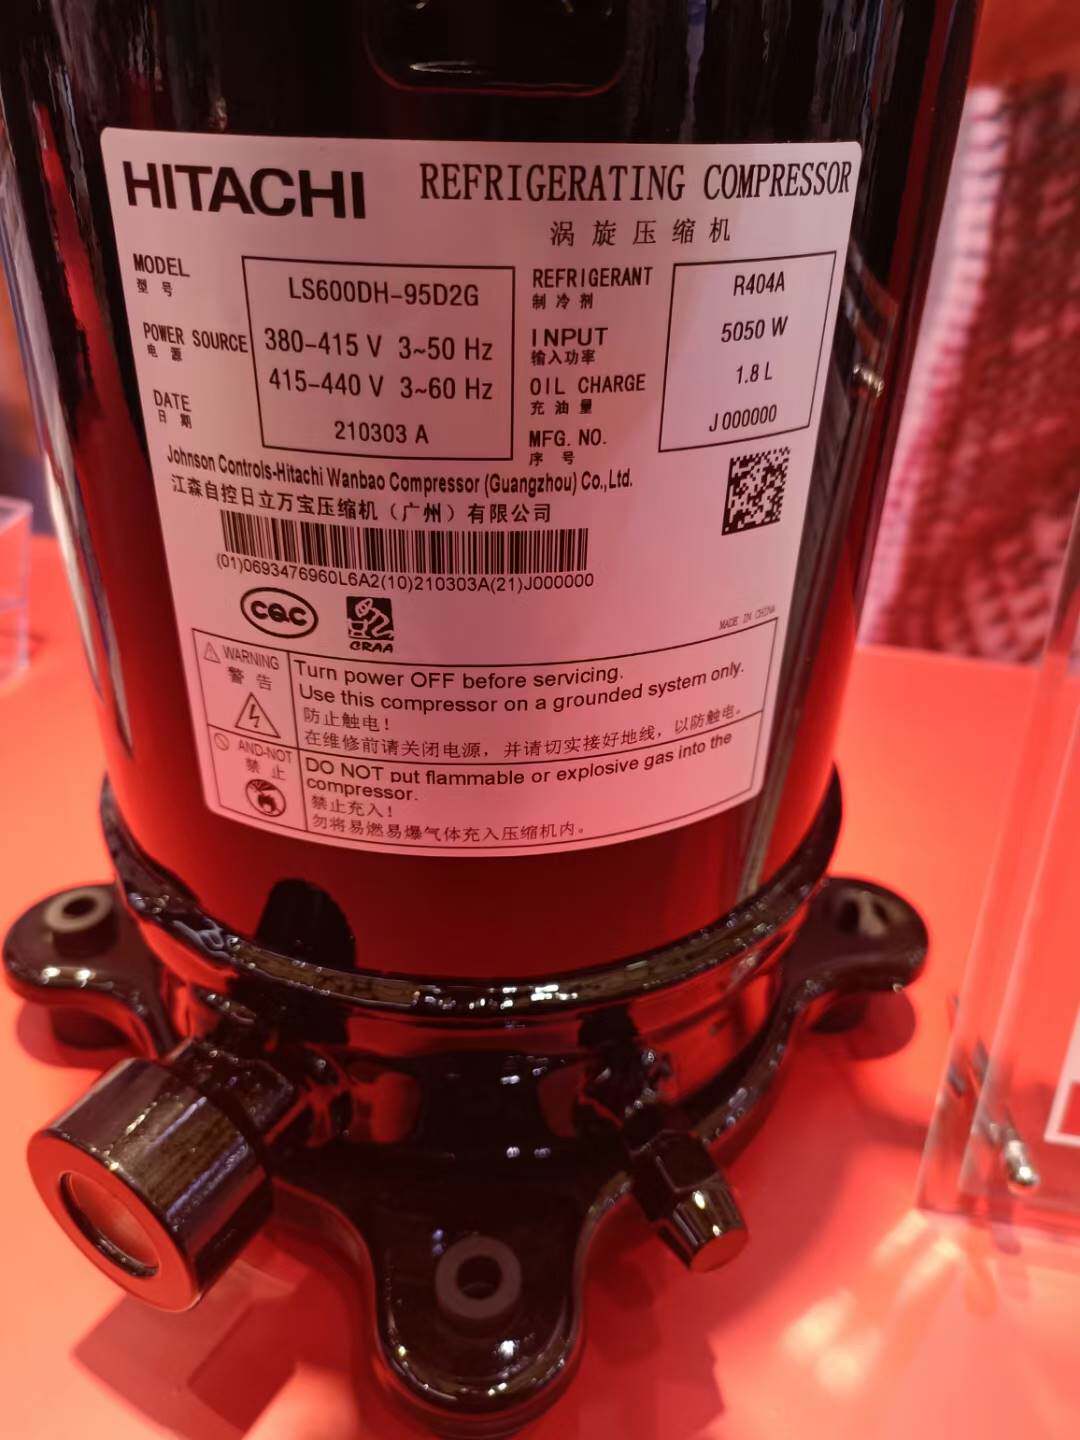 HITACHI REFRIGERATING COMPRESSOR
涡旋压缩机
MODEL LS600DH-95D2G
型号
POWER SOURCE 380-415 V 3~50 Hz
电源 415-440 V 3~60 Hz
DATE 210303 A
日期
REFRIGERANT R404A
制冷剂
INPUT 5050 W
输入功率
OIL CHARGE 1.8 L
充油量
MFG. NO. J 000000
序号
Johnson Controls-Hitachi Wanbao Compressor (Guangzhou) Co., Ltd.
江森自控日立万宝压缩机（广州）有限公司
(01)0693476960L6A2(10)210303A(21)J000000
CQC
CRAA
MADE IN CHINA
WARNING
警告
Turn power OFF before servicing.
Use this compressor on a grounded system only.
防止触电！
在维修前请关闭电源，并请切实接好地线，以防触电。
AND-NOT
禁止
DO NOT put flammable or explosive gas into the
compressor.
禁止充入！
勿将易燃易爆气体充入压缩机内。